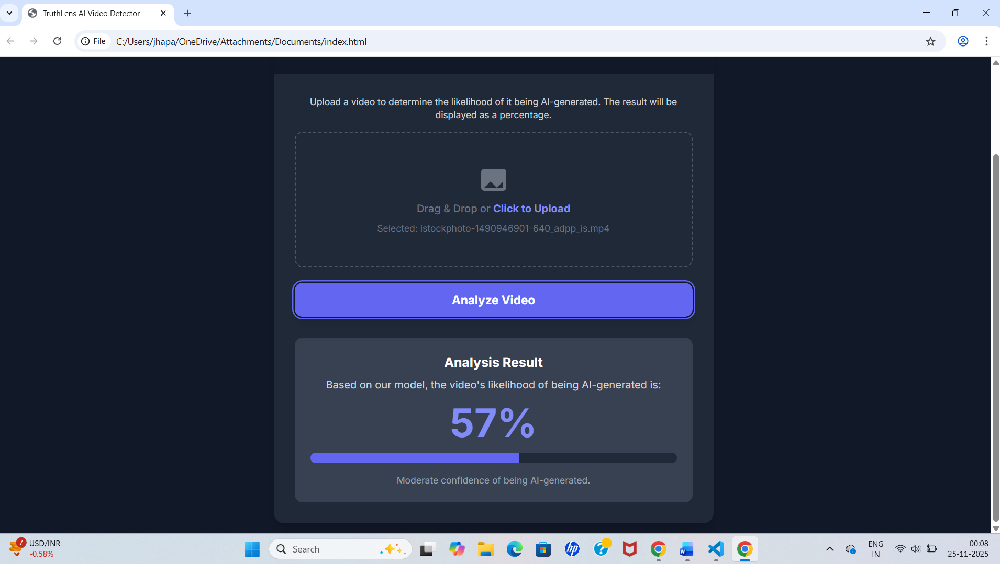 TruthLens AI Video Detector
File
C:/Users/jhapa/OneDrive/Attachments/Documents/index.html
Upload a video to determine the likelihood of it being AI-generated. The result will be
displayed as a percentage.
Drag & Drop or Click to Upload
Selected: istockphoto-1490946901-640_adpp_is.mp4
Analyze Video
Analysis Result
Based on our model, the video's likelihood of being AI-generated is:
57%
Moderate confidence of being AI-generated.
7
USD/INR
-0.58%
Search
hp
?
W
ENG
IN
00:08
25-11-2025